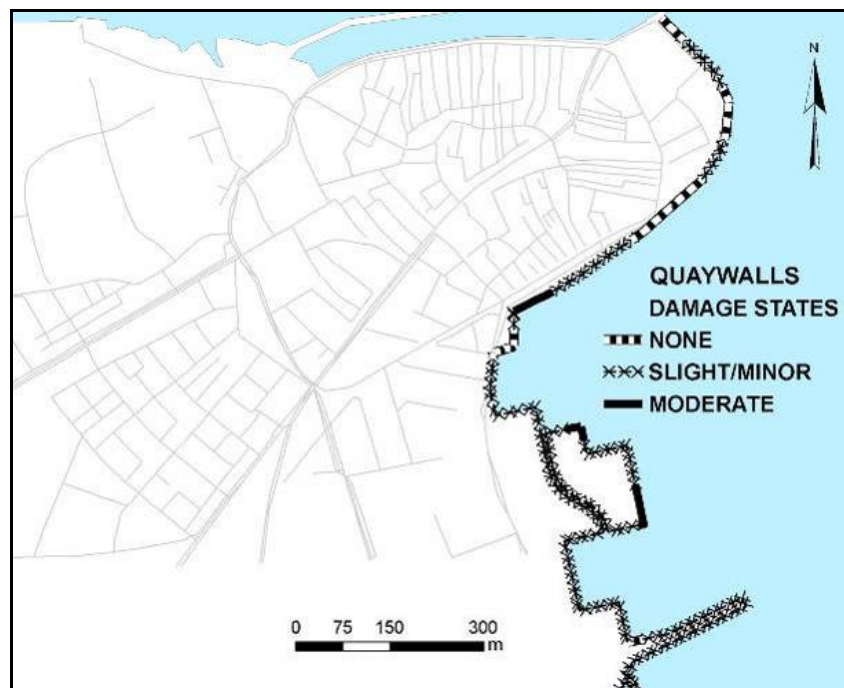 N
QUAYWALLS
DAMAGE STATES
NONE
SLIGHT/MINOR
MODERATE
0 75 150 300
m